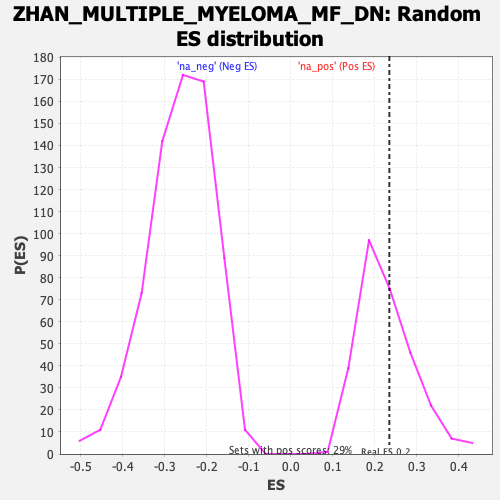 ZHAN_MULTIPLE_MYELOMA_MF_DN: Random
ES distribution
'na_neg' (Neg ES)
'na_pos' (Pos ES)
180
170
160
150
140
130
120
110
100
90
80
70
60
50
40
30
20
10
0
P(ES)
Sets with pos scores: 29%
Real ES 0.2
-0.5 -0.4 -0.3 -0.2 -0.1 0.0 0.1 0.2 0.3 0.4
ES